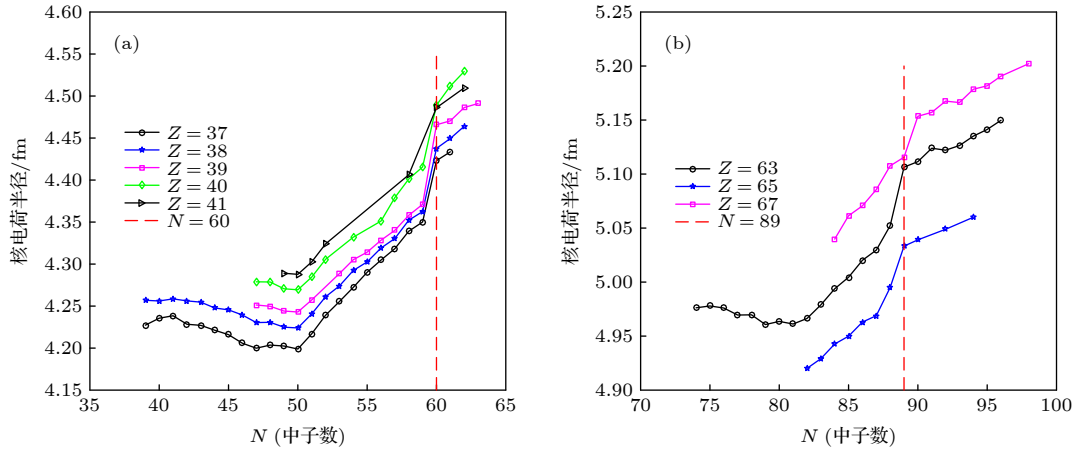 (a)
核电荷半径/fm
4.60
4.55
4.50
4.45
4.40
4.35
4.30
4.25
4.20
4.15
Z = 37
Z = 38
Z = 39
Z = 40
Z = 41
N = 60
35 40 45 50 55 60 65
N (中子数)
(b)
核电荷半径/fm
5.25
5.20
5.15
5.10
5.05
5.00
4.95
4.90
Z = 63
Z = 65
Z = 67
N = 89
70 75 80 85 90 95 100
N (中子数)